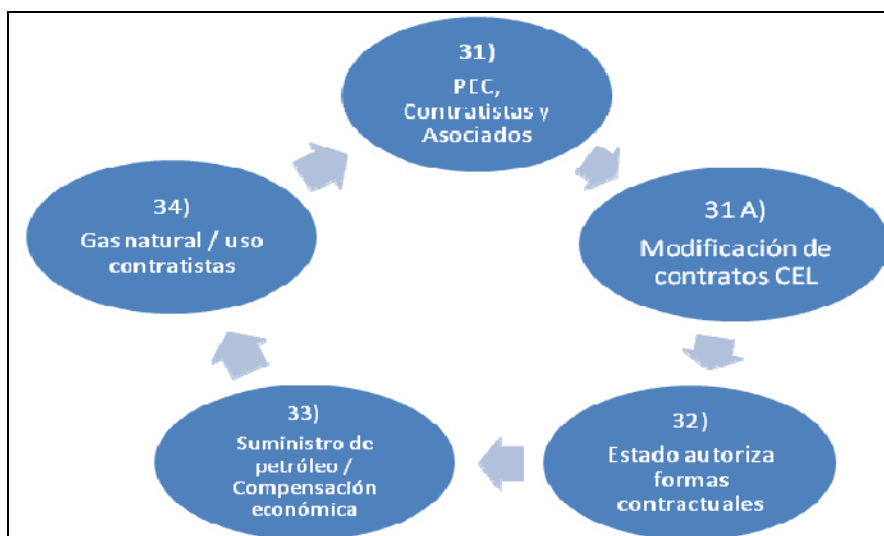 31)
PEC,
Contratistas y
Asociados
31 A)
Modificación de
contratos CEL
32)
Estado autoriza
formas
contractuales
33)
Suministro de
petróleo /
Compensación
económica
34)
Gas natural / uso
contratistas